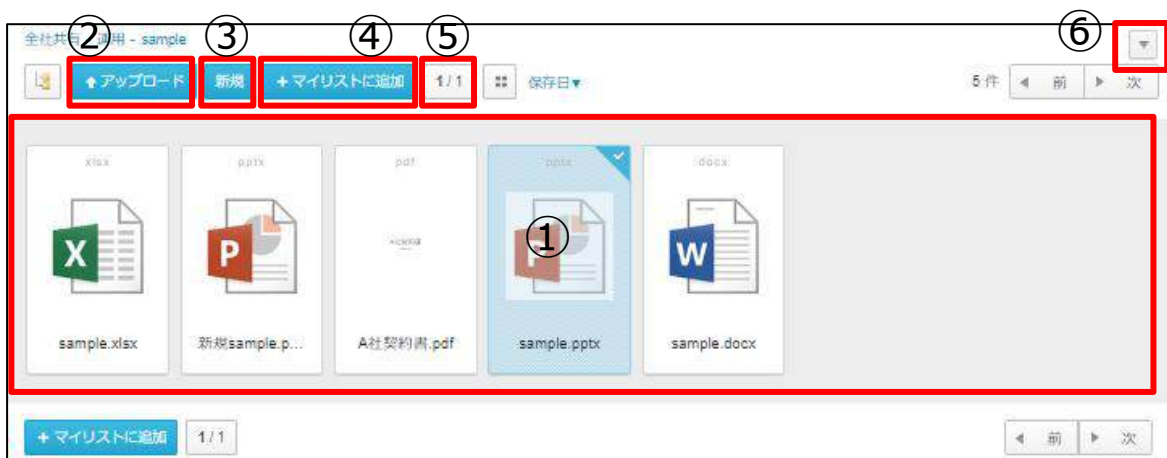 ② ③ ④ ⑤ ⑥
全社共有 - 運用 - sample
アップロード 新規 +マイリストに追加 1/1 保存日▼ 5 件 ◀ 前 ▶ 次
xlsx pptx pdf pptx docx
①
X P P W
sample.xlsx 新規sample.p... A社契約書.pdf sample.pptx sample.docx
+マイリストに追加 1/1 ◀ 前 ▶ 次